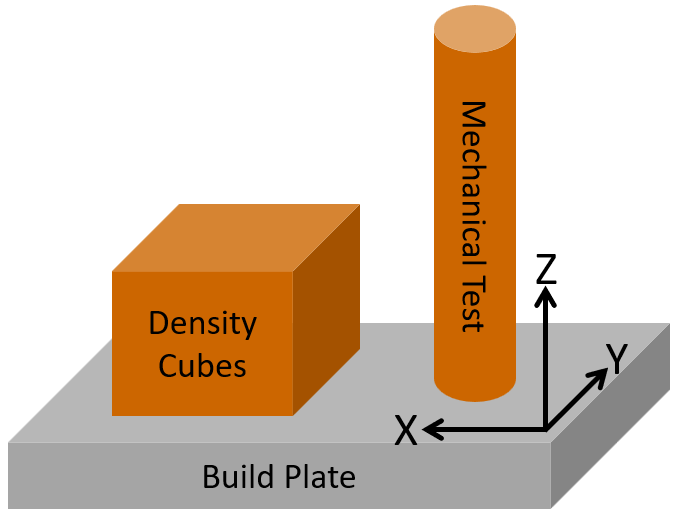 Mechanical Test
Density
Cubes
Z
Y
X
Build Plate